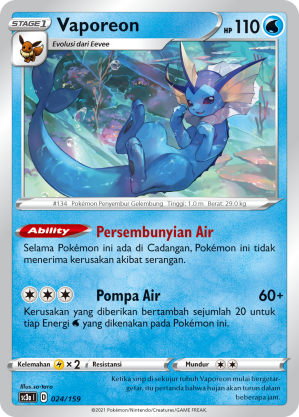 STAGE 1 Vaporeon HP 110
Evolusi dari Eevee
#134 Pokémon Penyembur Gelembung Tinggi: 1.0 m Berat: 29.0 kg
Ability Persembunyian Air
Selama Pokémon ini ada di Cadangan, Pokémon ini tidak
menerima kerusakan akibat serangan.
Pompa Air 60+
Kerusakan yang diberikan bertambah sejumlah 20 untuk
tiap Energi yang dikenakan pada Pokémon ini.
Kelemahan × 2 Resistansi Mundur
Illus. so-taro
Ketika sirip di sekujur tubuh Vaporeon mulai bergetar-
getar, itu pertanda bahwa hujan akan turun dalam
beberapa jam.
sc3a I D 024/159
©2021 Pokémon/Nintendo/Creatures/GAME FREAK.